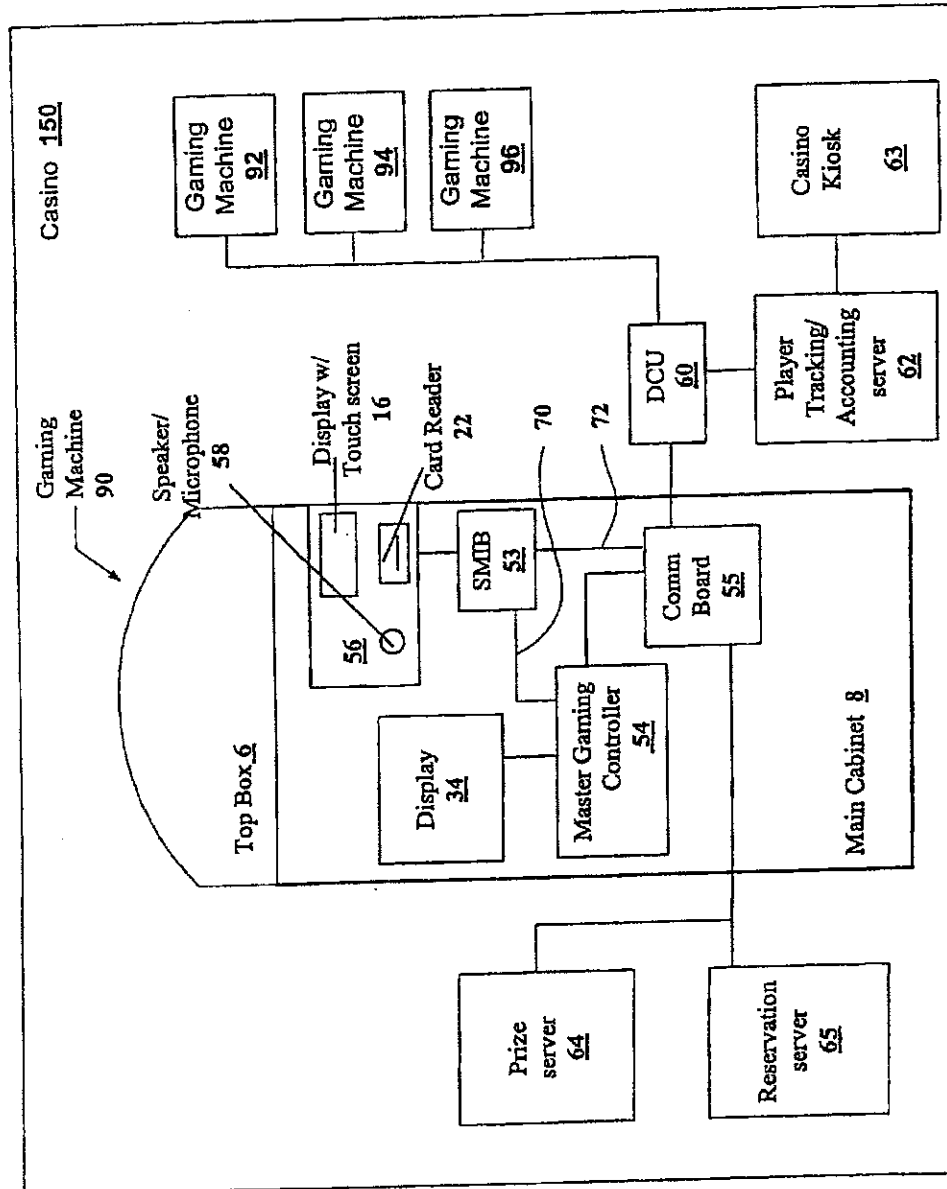 Casino 150
Gaming
Machine
90
Speaker/
Microphone
58
Display w/
Touch screen
16
Card Reader
22
Gaming
Machine
92
Gaming
Machine
94
Gaming
Machine
96
Top Box 6
56
Display
34
SMIB
53
70
72
Master Gaming
Controller
54
Comm
Board
55
Main Cabinet 8
DCU
60
Player
Tracking/
Accounting
server
62
Casino
Kiosk
63
Prize
server
64
Reservation
server
65